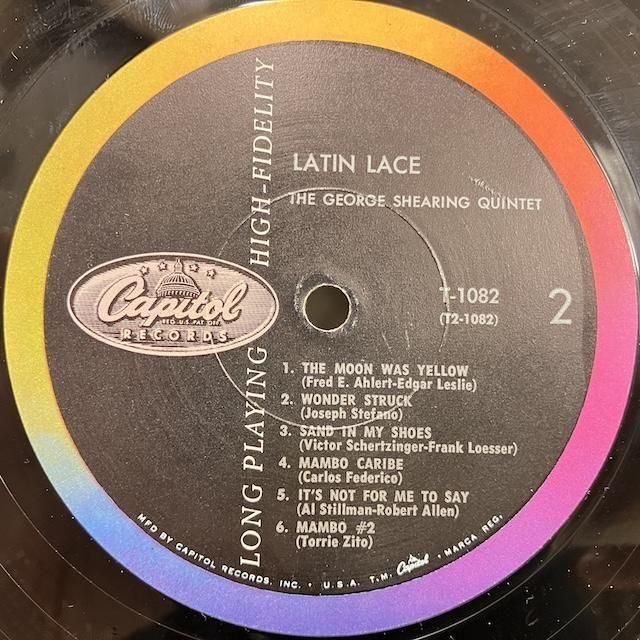 LATIN LACE
THE GEORGE SHEARING QUINTET
LONG PLAYING HIGH-FIDELITY
Capitol
REG. U.S. PAT. OFF.
RECORDS
T-1082
(T2-1082)
2
1. THE MOON WAS YELLOW
(Fred E. Ahlert-Edgar Leslie)
2. WONDER STRUCK
(Joseph Stefano)
3. SAND IN MY SHOES
(Victor Schertzinger-Frank Loesser)
4. MAMBO CARIBE
(Carlos Federico)
5. IT'S NOT FOR ME TO SAY
(Al Stillman-Robert Allen)
6. MAMBO #2
(Torrie Zito)
MFD BY CAPITOL RECORDS, INC. • U.S.A. T.M. Capitol • MARCA REG.